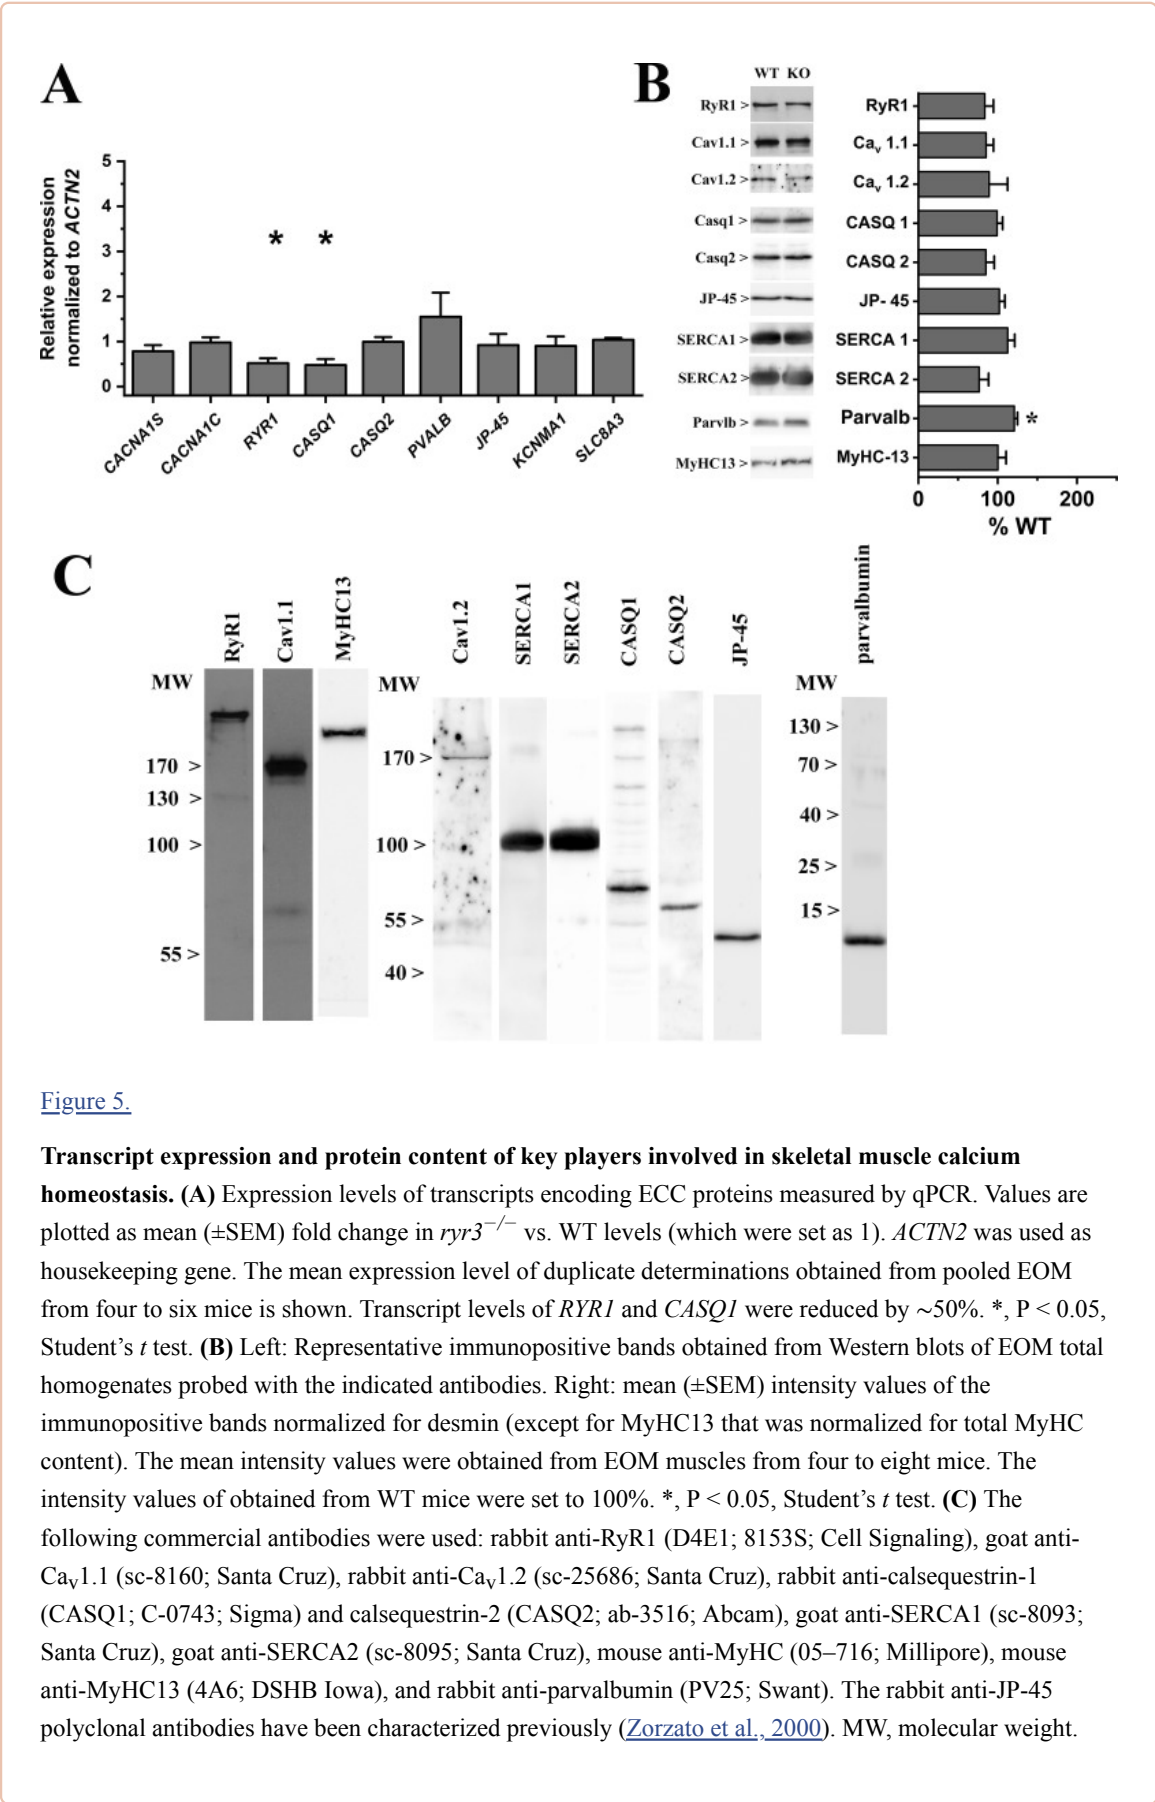 A
Relative expression
normalized to ACTN2
5
4
3
2
1
0
* *
CACNA1S
CACNA1C
RYR1
CASQ1
CASQ2
PVALB
JP-45
KCNMA1
SLC8A3
B
WT KO
RyR1 >
Cav1.1 >
Cav1.2 >
Casq1 >
Casq2 >
JP-45 >
SERCA1 >
SERCA2 >
Parvlb >
MyHC13 >
RyR1
Cav 1.1
Cav 1.2
CASQ 1
CASQ 2
JP- 45
SERCA 1
SERCA 2
Parvalb *
MyHC-13
0 100 200
% WT
C
RyR1
Cav1.1
MyHC13
Cav1.2
SERCA1
SERCA2
CASQ1
CASQ2
JP-45
parvalbumin
MW
170 >
130 >
100 >
55 >
MW
170 >
100 >
55 >
40 >
MW
130 >
70 >
40 >
25 >
15 >
Figure 5.
Transcript expression and protein content of key players involved in skeletal muscle calcium
homeostasis. (A) Expression levels of transcripts encoding ECC proteins measured by qPCR. Values are
plotted as mean (±SEM) fold change in ryr3−/− vs. WT levels (which were set as 1). ACTN2 was used as
housekeeping gene. The mean expression level of duplicate determinations obtained from pooled EOM
from four to six mice is shown. Transcript levels of RYR1 and CASQ1 were reduced by ∼50%. *, P < 0.05,
Student’s t test. (B) Left: Representative immunopositive bands obtained from Western blots of EOM total
homogenates probed with the indicated antibodies. Right: mean (±SEM) intensity values of the
immunopositive bands normalized for desmin (except for MyHC13 that was normalized for total MyHC
content). The mean intensity values were obtained from EOM muscles from four to eight mice. The
intensity values of obtained from WT mice were set to 100%. *, P < 0.05, Student’s t test. (C) The
following commercial antibodies were used: rabbit anti-RyR1 (D4E1; 8153S; Cell Signaling), goat anti-
Cav1.1 (sc-8160; Santa Cruz), rabbit anti-Cav1.2 (sc-25686; Santa Cruz), rabbit anti-calsequestrin-1
(CASQ1; C-0743; Sigma) and calsequestrin-2 (CASQ2; ab-3516; Abcam), goat anti-SERCA1 (sc-8093;
Santa Cruz), goat anti-SERCA2 (sc-8095; Santa Cruz), mouse anti-MyHC (05–716; Millipore), mouse
anti-MyHC13 (4A6; DSHB Iowa), and rabbit anti-parvalbumin (PV25; Swant). The rabbit anti-JP-45
polyclonal antibodies have been characterized previously (Zorzato et al., 2000). MW, molecular weight.